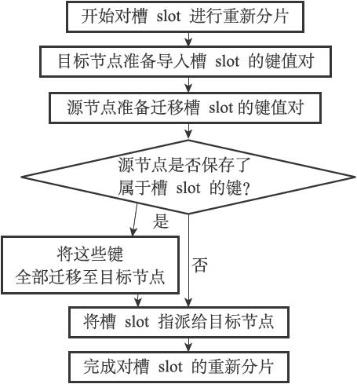 开始对槽 slot 进行重新分片
目标节点准备导入槽 slot 的键值对
源节点准备迁移槽 slot的键值对
源节点是否保存了
属于槽 slot 的键?
是
将这些键
全部迁移至目标节点
否
将槽 slot 指派给目标节点
完成对槽 slot 的重新分片